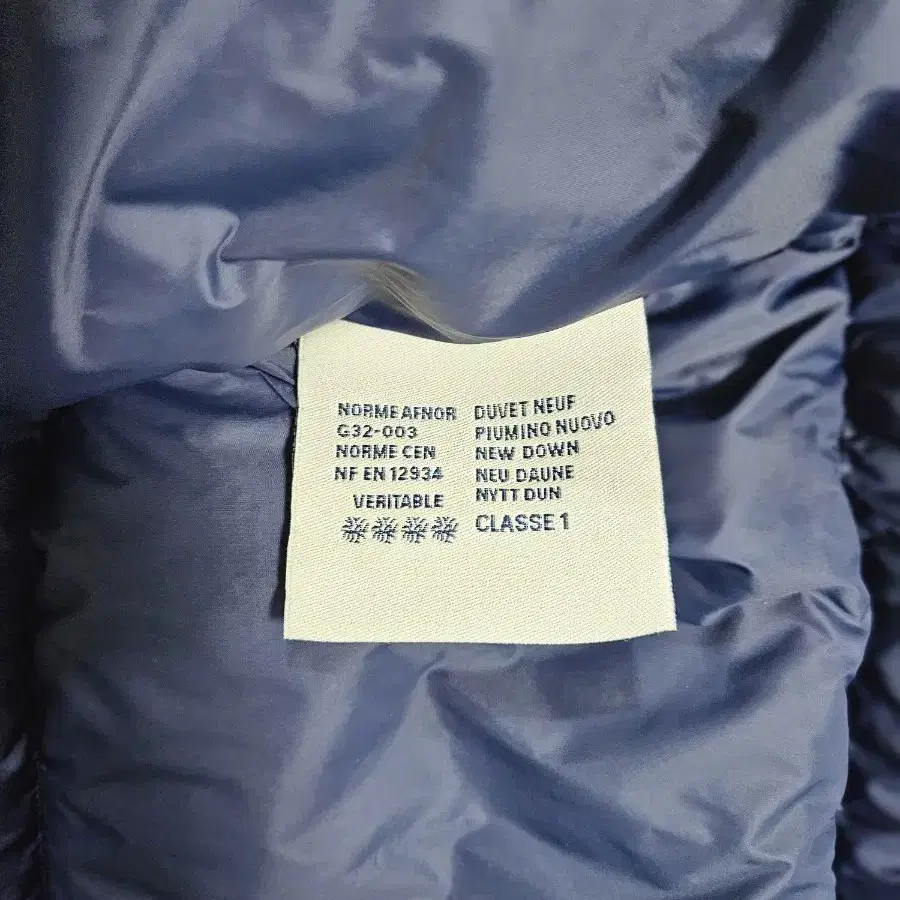 NORME AFNOR
G32-003
NORME CEN
NF EN 12934
VERITABLE
DUVET NEUF
PIUMINO NUOVO
NEW DOWN
NEU DAUNE
NYTT DUN
CLASSE 1